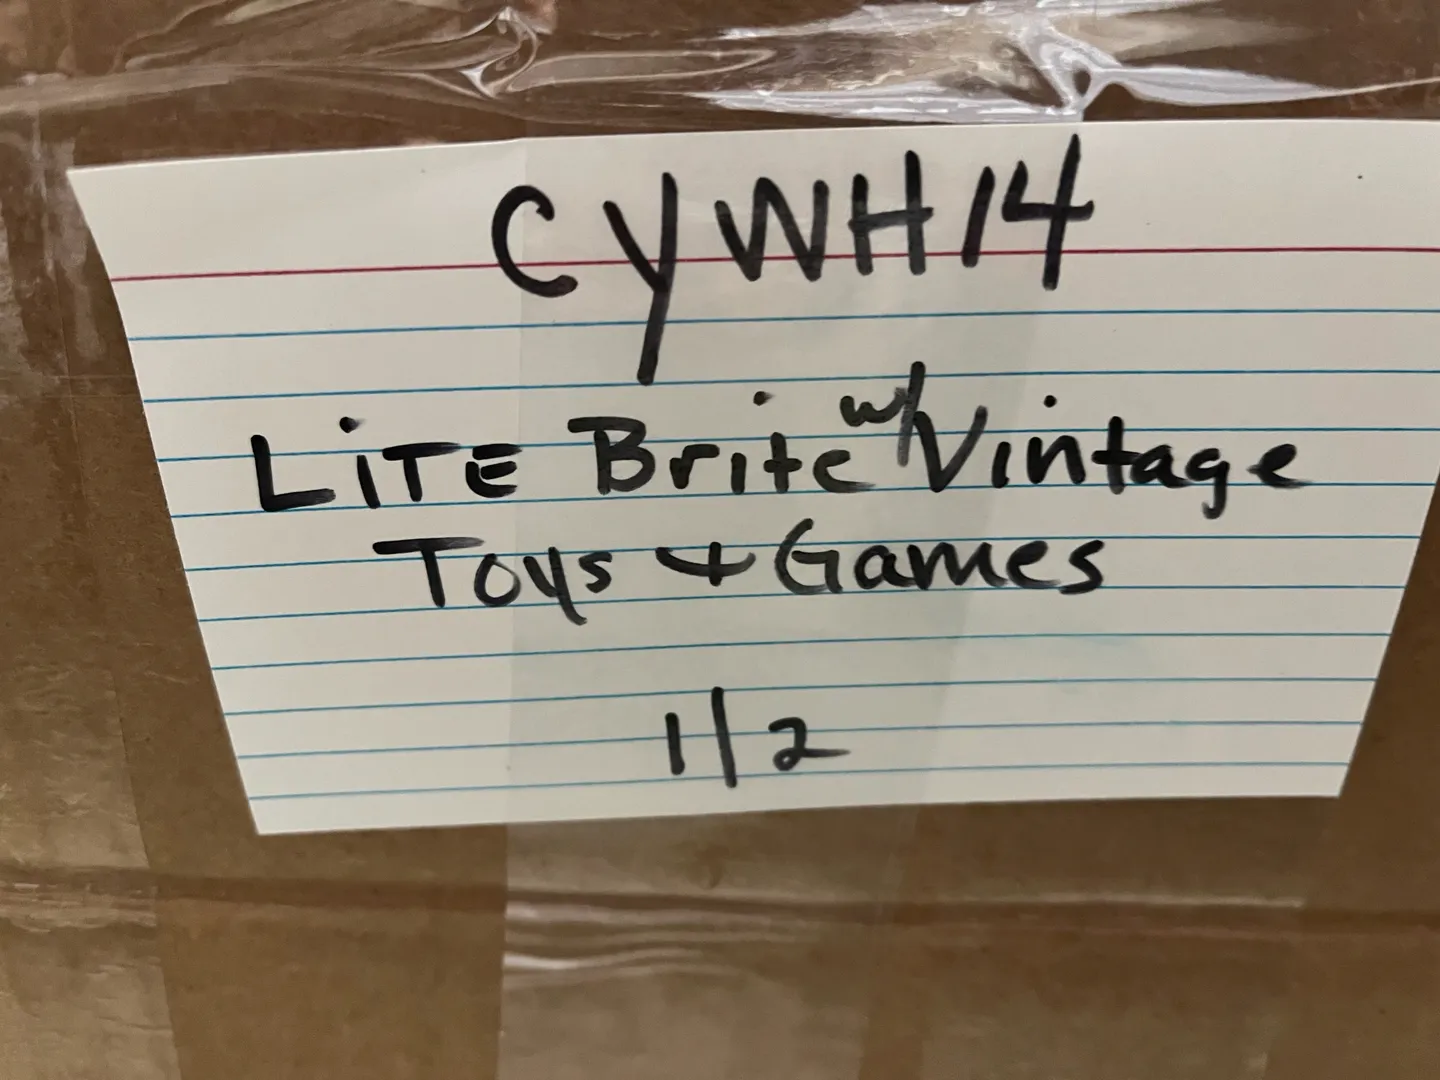 CYWH14
LiTE Brite w/ Vintage
Toys + Games
1/2